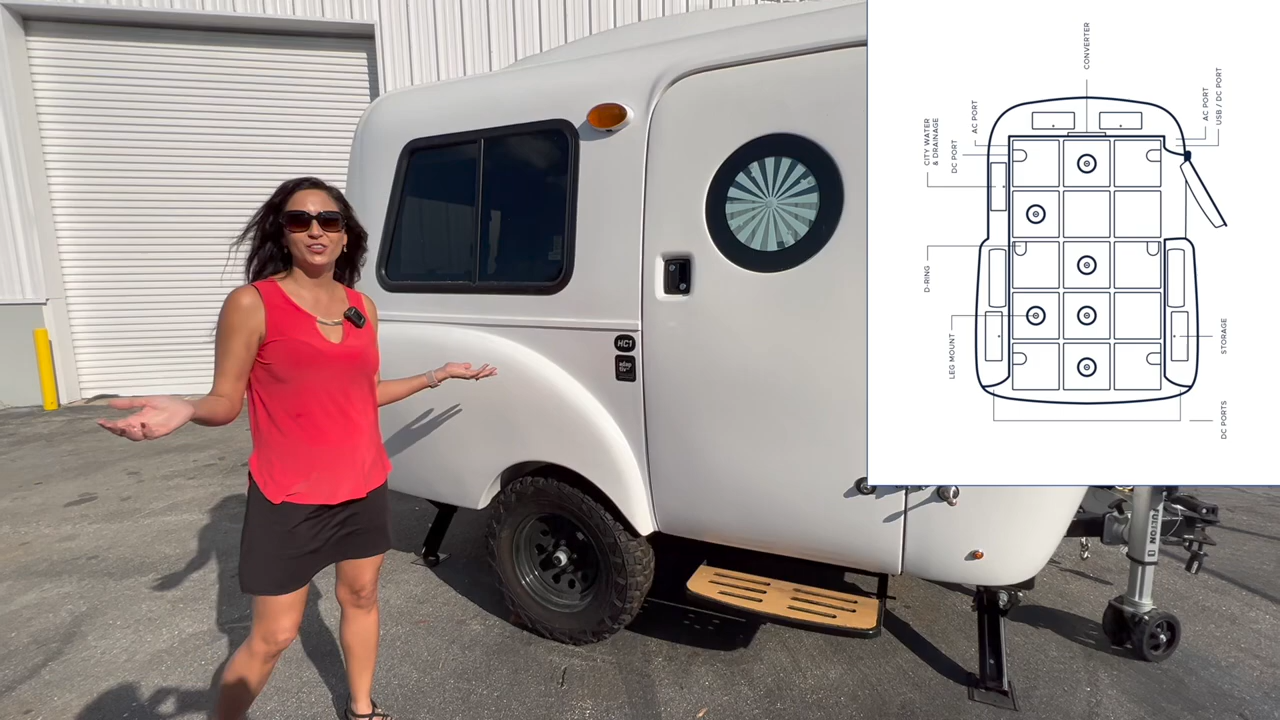 CONVERTER
AC PORT
USB / DC PORT
AC PORT
CITY WATER
& DRAINAGE
DC PORT
D-RING
LEG MOUNT
STORAGE
DC PORTS
HC1
FULTON